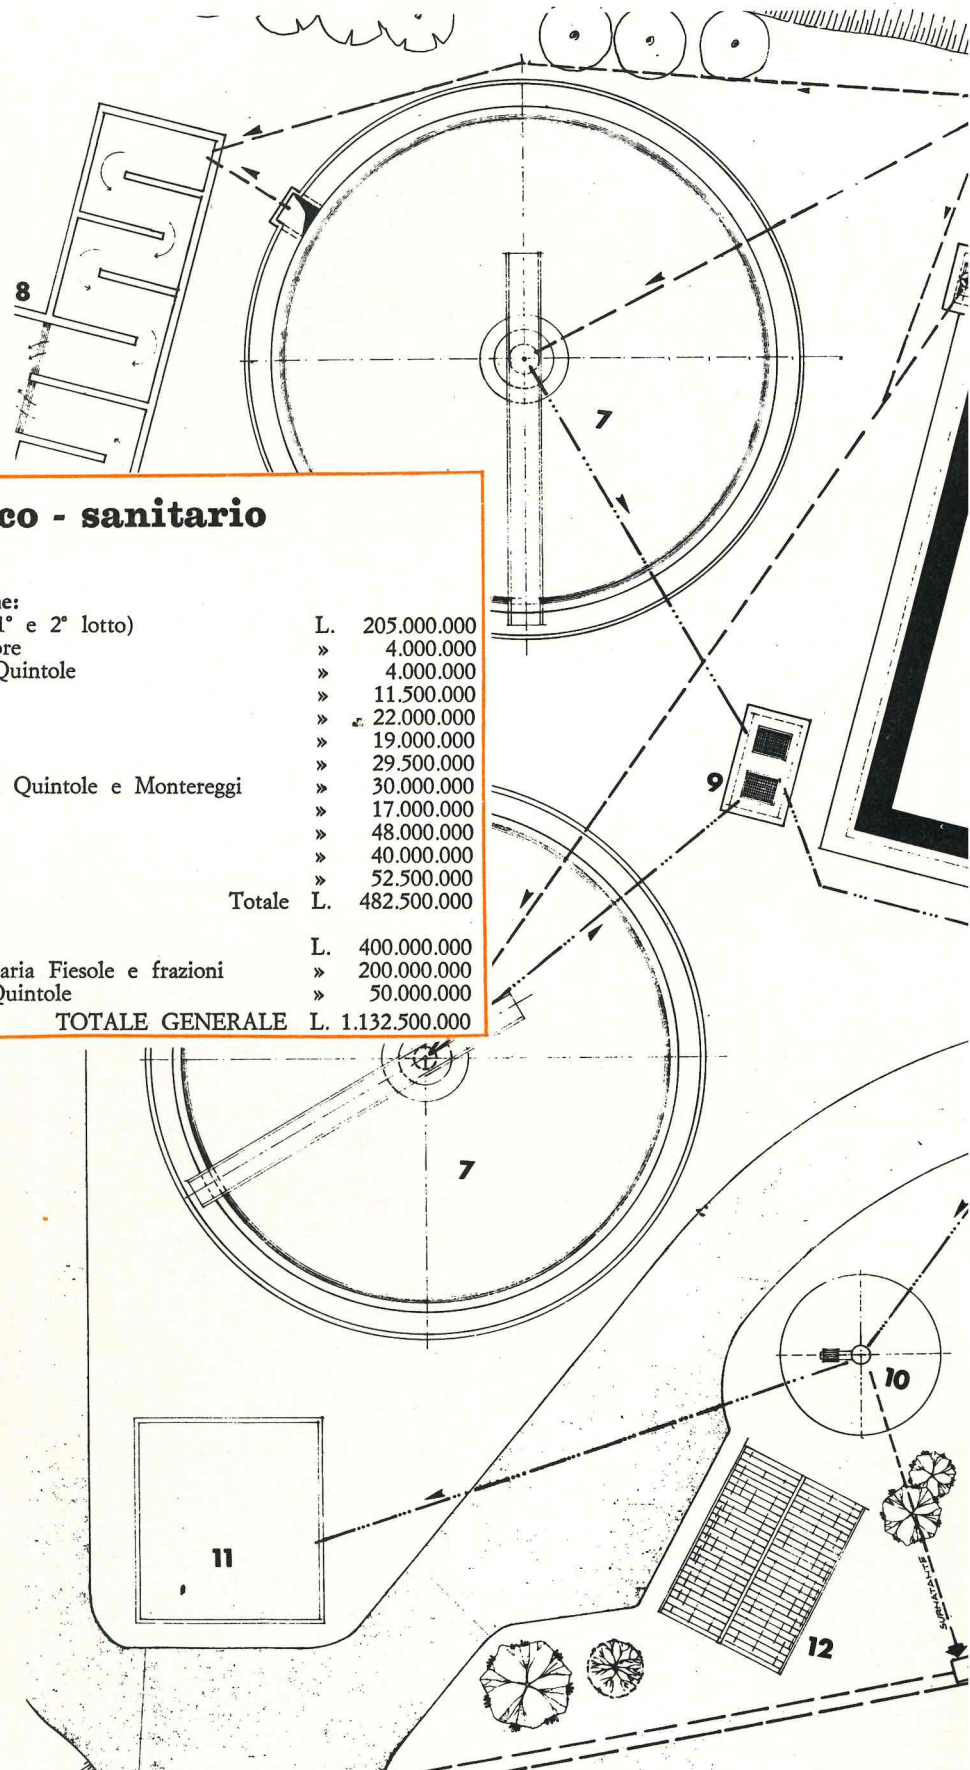 8
7
co - sanitario
ne:
1° e 2° lotto) L. 205.000.000
ore » 4.000.000
Quintole » 4.000.000
» 11.500.000
» 22.000.000
» 19.000.000
» 29.500.000
Quintole e Montereggi » 30.000.000
» 17.000.000
» 48.000.000
» 40.000.000
» 52.500.000
Totale L. 482.500.000
L. 400.000.000
aria Fiesole e frazioni » 200.000.000
Quintole » 50.000.000
TOTALE GENERALE L. 1.132.500.000
9
7
10
11
12
SURNATANTE